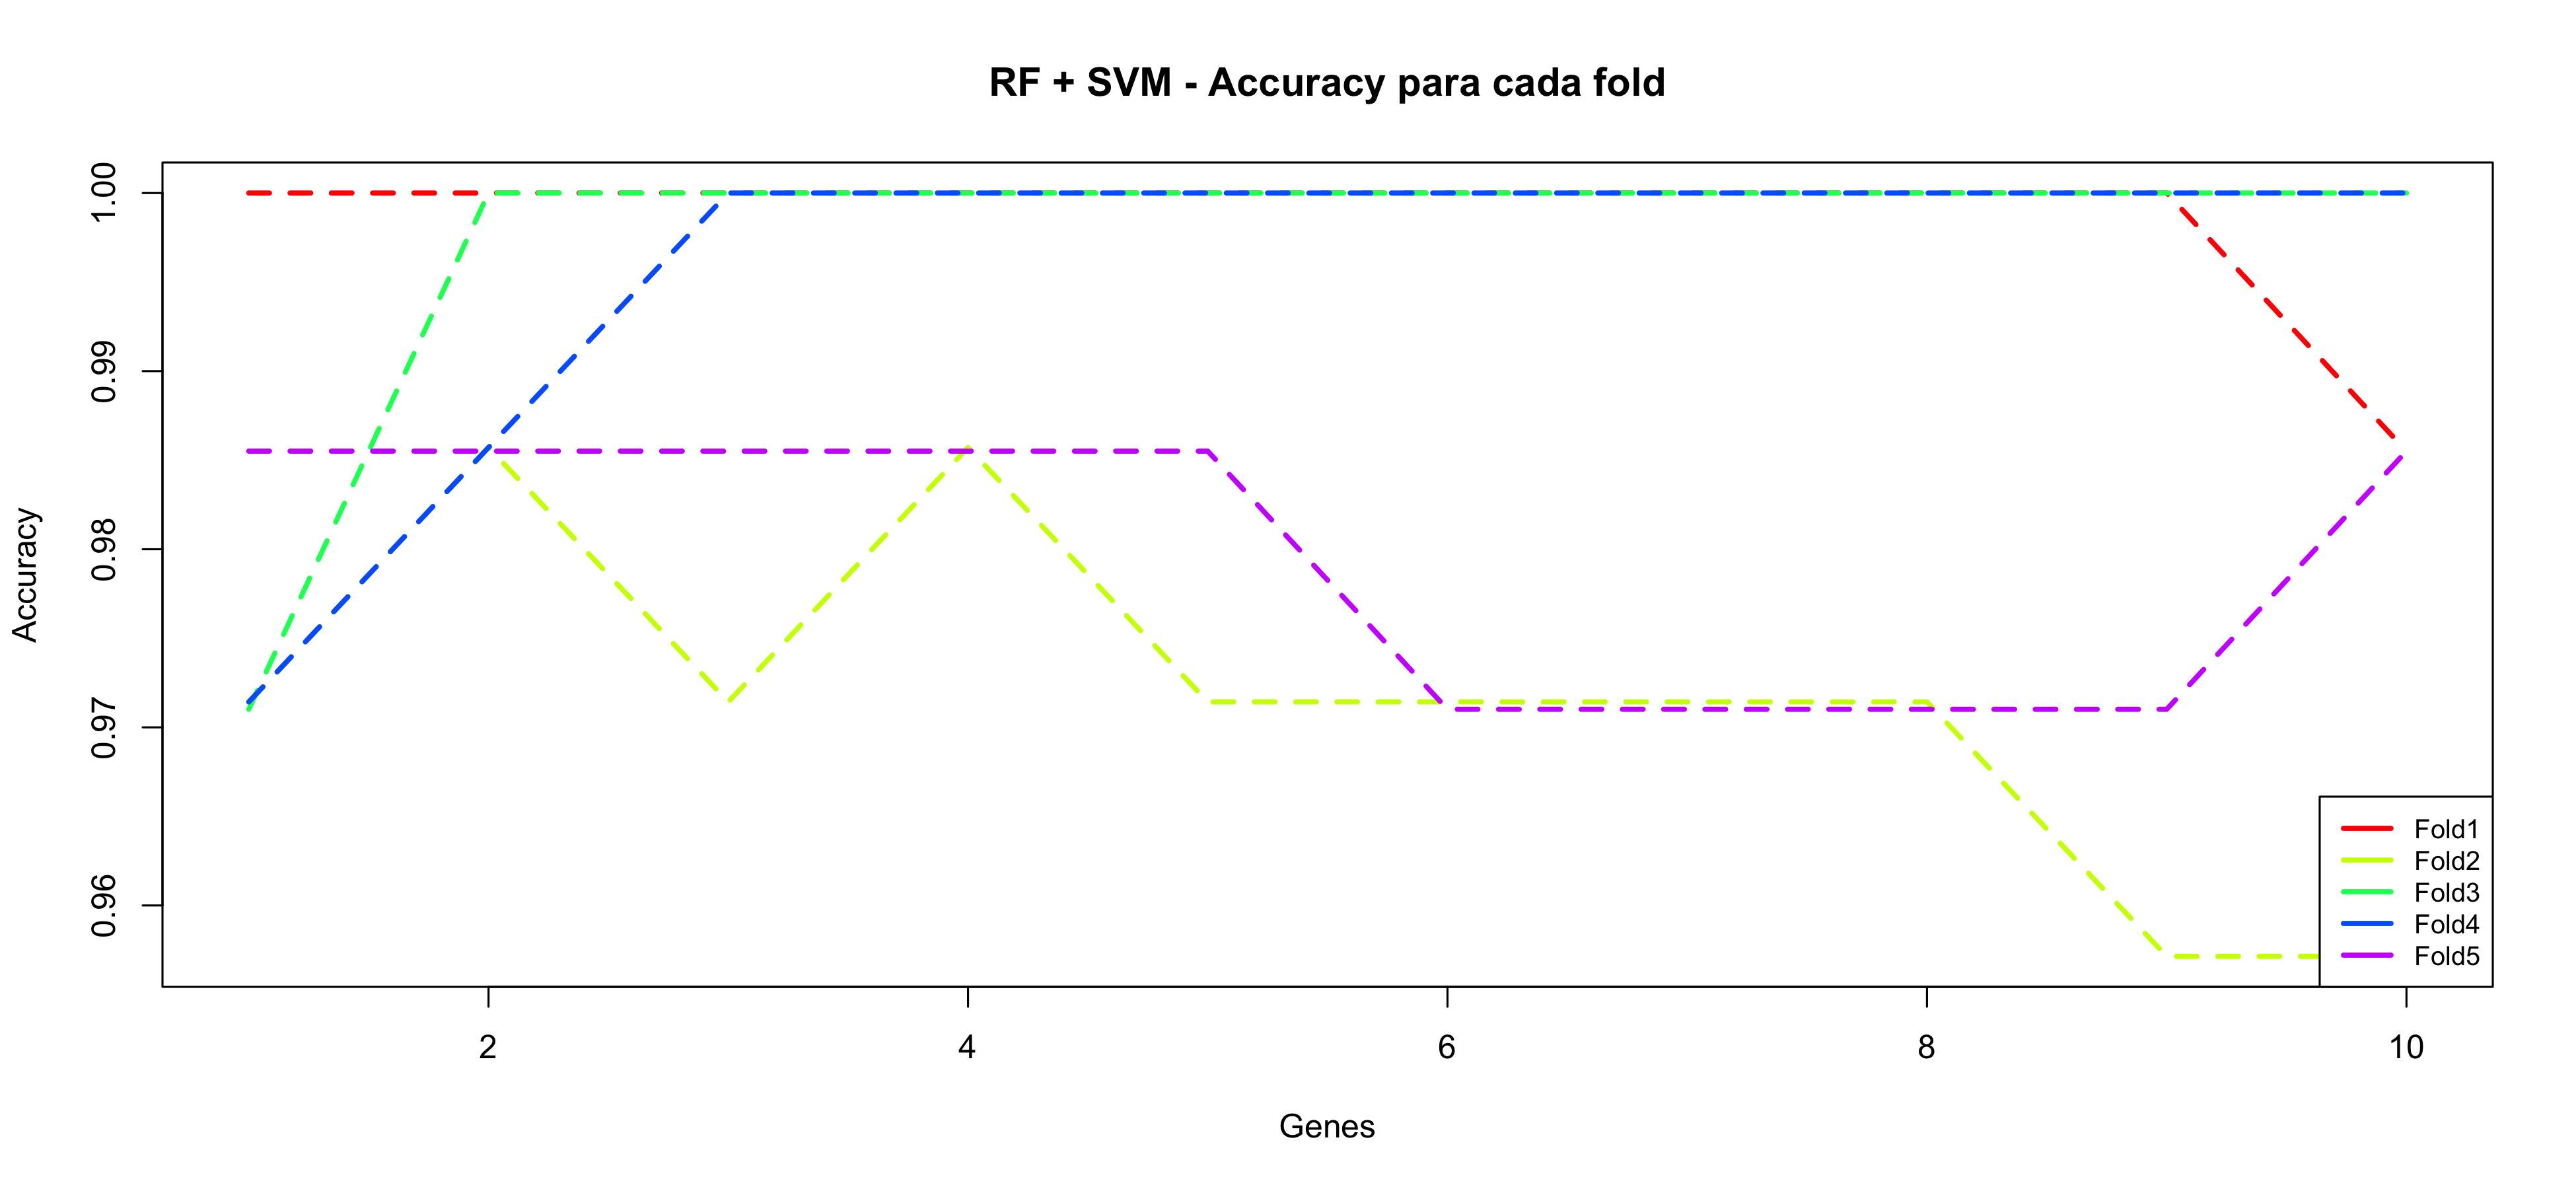 RF + SVM - Accuracy para cada fold
Accuracy
1.00
0.99
0.98
0.97
0.96
2 4 6 8 10
Genes
Fold1
Fold2
Fold3
Fold4
Fold5